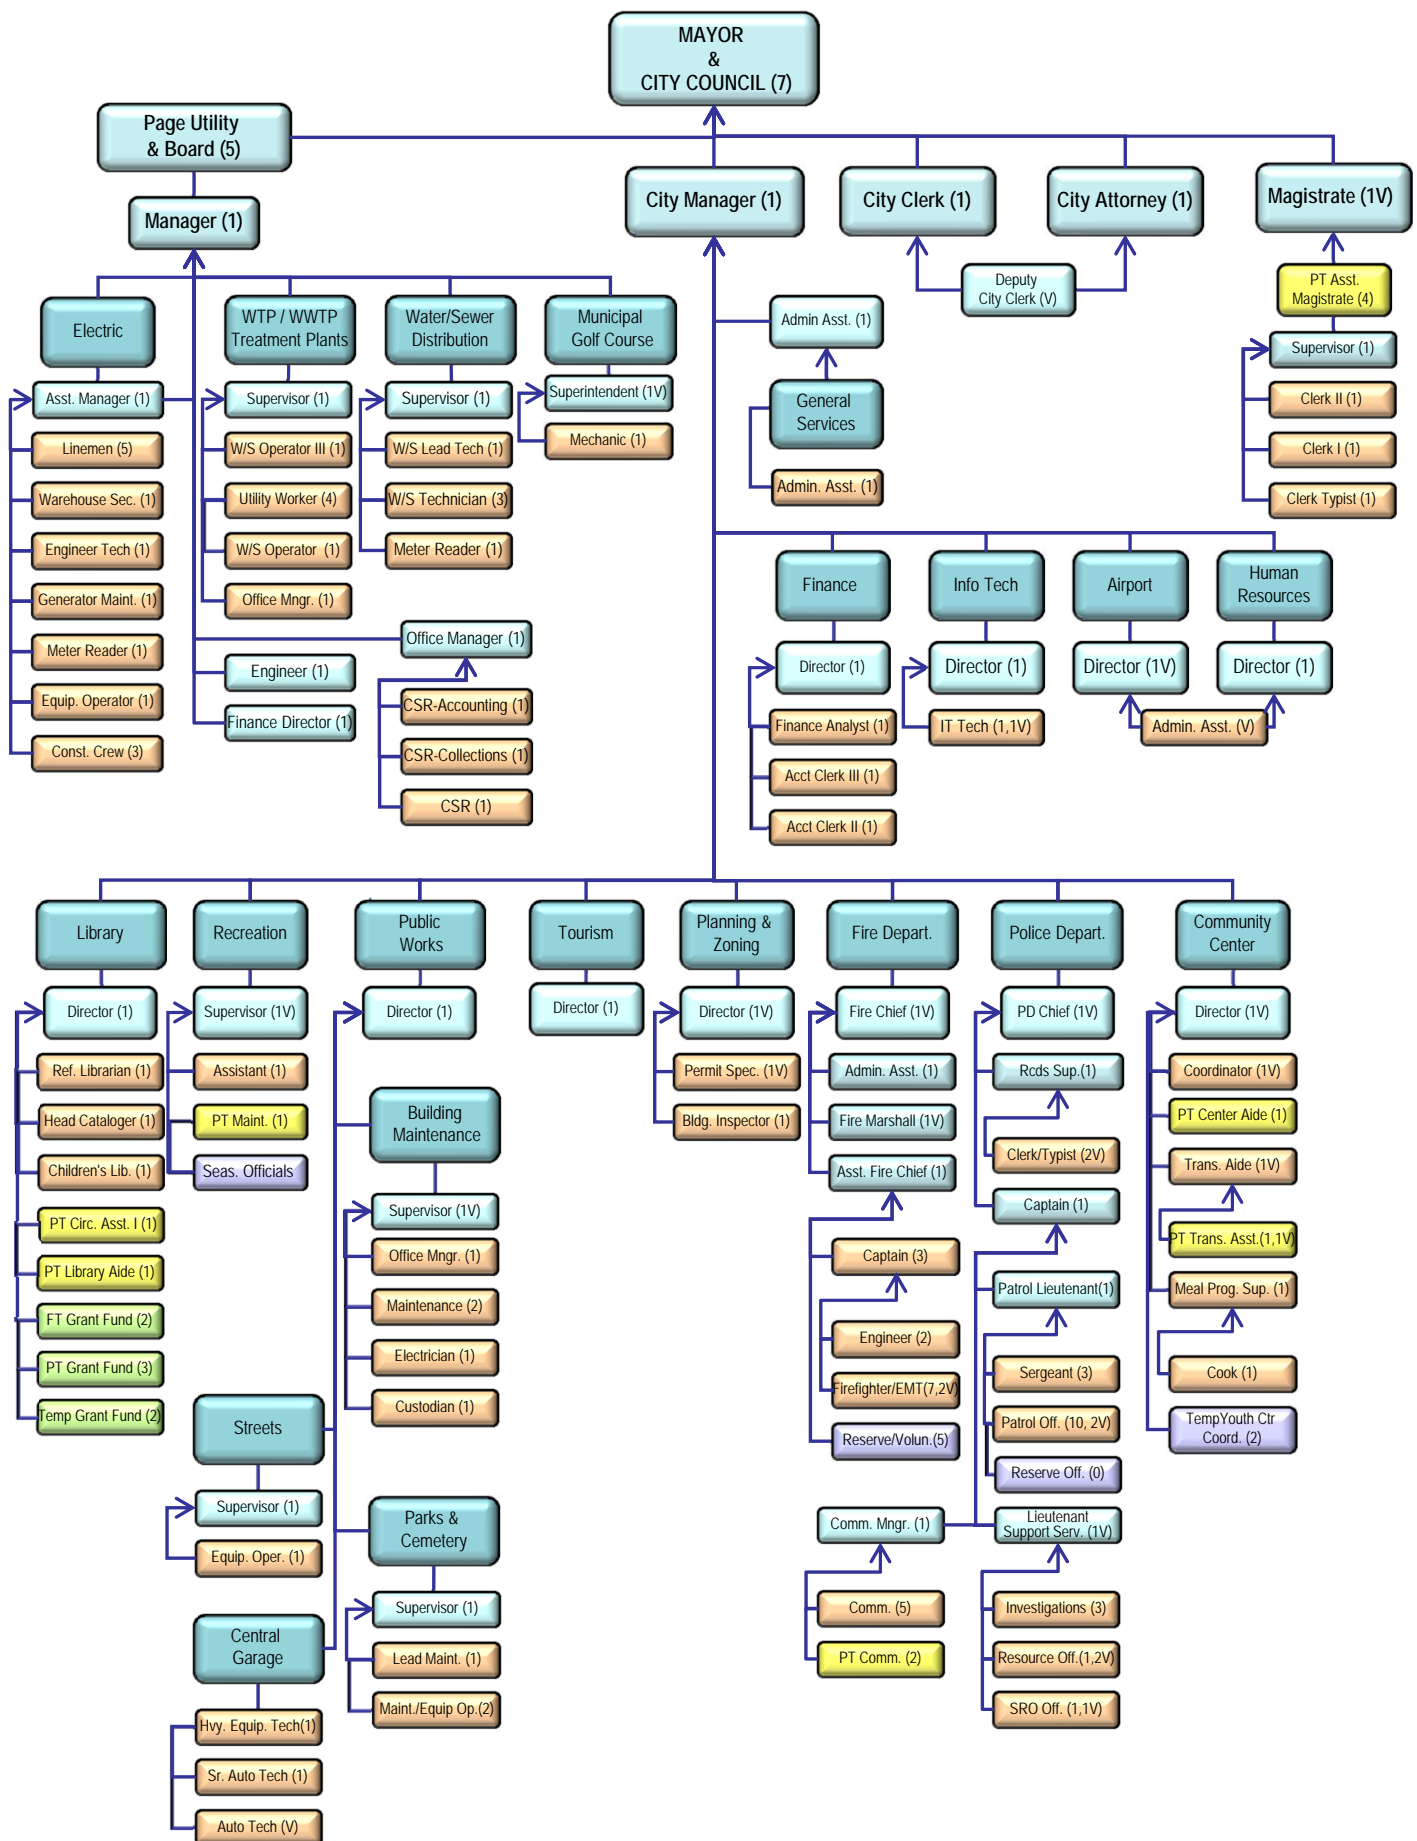 MAYOR
&
CITY COUNCIL (7)
Page Utility
& Board (5)
Manager (1)
City Manager (1)
City Clerk (1)
City Attorney (1)
Magistrate (1V)
Deputy
City Clerk (V)
PT Asst.
Magistrate (4)
Supervisor (1)
Clerk II (1)
Clerk I (1)
Clerk Typist (1)
Electric
Asst. Manager (1)
Linemen (5)
Warehouse Sec. (1)
Engineer Tech (1)
Generator Maint. (1)
Meter Reader (1)
Equip. Operator (1)
Const. Crew (3)
WTP / WWTP
Treatment Plants
Supervisor (1)
W/S Operator III (1)
Utility Worker (4)
W/S Operator (1)
Office Mngr. (1)
Water/Sewer
Distribution
Supervisor (1)
W/S Lead Tech (1)
W/S Technician (3)
Meter Reader (1)
Municipal
Golf Course
Superintendent (1V)
Mechanic (1)
Office Manager (1)
Engineer (1)
Finance Director (1)
CSR-Accounting (1)
CSR-Collections (1)
CSR (1)
Admin Asst. (1)
General
Services
Admin. Asst. (1)
Finance
Director (1)
Finance Analyst (1)
Acct Clerk III (1)
Acct Clerk II (1)
Info Tech
Director (1)
IT Tech (1,1V)
Airport
Director (1V)
Human
Resources
Director (1)
Admin. Asst. (V)
Library
Director (1)
Ref. Librarian (1)
Head Cataloger (1)
Children's Lib. (1)
PT Circ. Asst. I (1)
PT Library Aide (1)
FT Grant Fund (2)
PT Grant Fund (3)
Temp Grant Fund (2)
Recreation
Supervisor (1V)
Assistant (1)
PT Maint. (1)
Seas. Officials
Public
Works
Director (1)
Building
Maintenance
Supervisor (1V)
Office Mngr. (1)
Maintenance (2)
Electrician (1)
Custodian (1)
Streets
Supervisor (1)
Equip. Oper. (1)
Parks &
Cemetery
Supervisor (1)
Lead Maint. (1)
Maint./Equip Op.(2)
Central
Garage
Hvy. Equip. Tech(1)
Sr. Auto Tech (1)
Auto Tech (V)
Tourism
Director (1)
Planning &
Zoning
Director (1V)
Permit Spec. (1V)
Bldg. Inspector (1)
Fire Depart.
Fire Chief (1V)
Admin. Asst. (1)
Fire Marshall (1V)
Asst. Fire Chief (1)
Captain (3)
Engineer (2)
Firefighter/EMT(7,2V)
Reserve/Volun.(5)
Police Depart.
PD Chief (1V)
Rcds Sup.(1)
Clerk/Typist (2V)
Captain (1)
Patrol Lieutenant(1)
Sergeant (3)
Patrol Off. (10, 2V)
Reserve Off. (0)
Comm. Mngr. (1)
Comm. (5)
PT Comm. (2)
Lieutenant
Support Serv. (1V)
Investigations (3)
Resource Off.(1,2V)
SRO Off. (1,1V)
Community
Center
Director (1V)
Coordinator (1V)
PT Center Aide (1)
Trans. Aide (1V)
PT Trans. Asst.(1,1V)
Meal Prog. Sup. (1)
Cook (1)
TempYouth Ctr
Coord. (2)